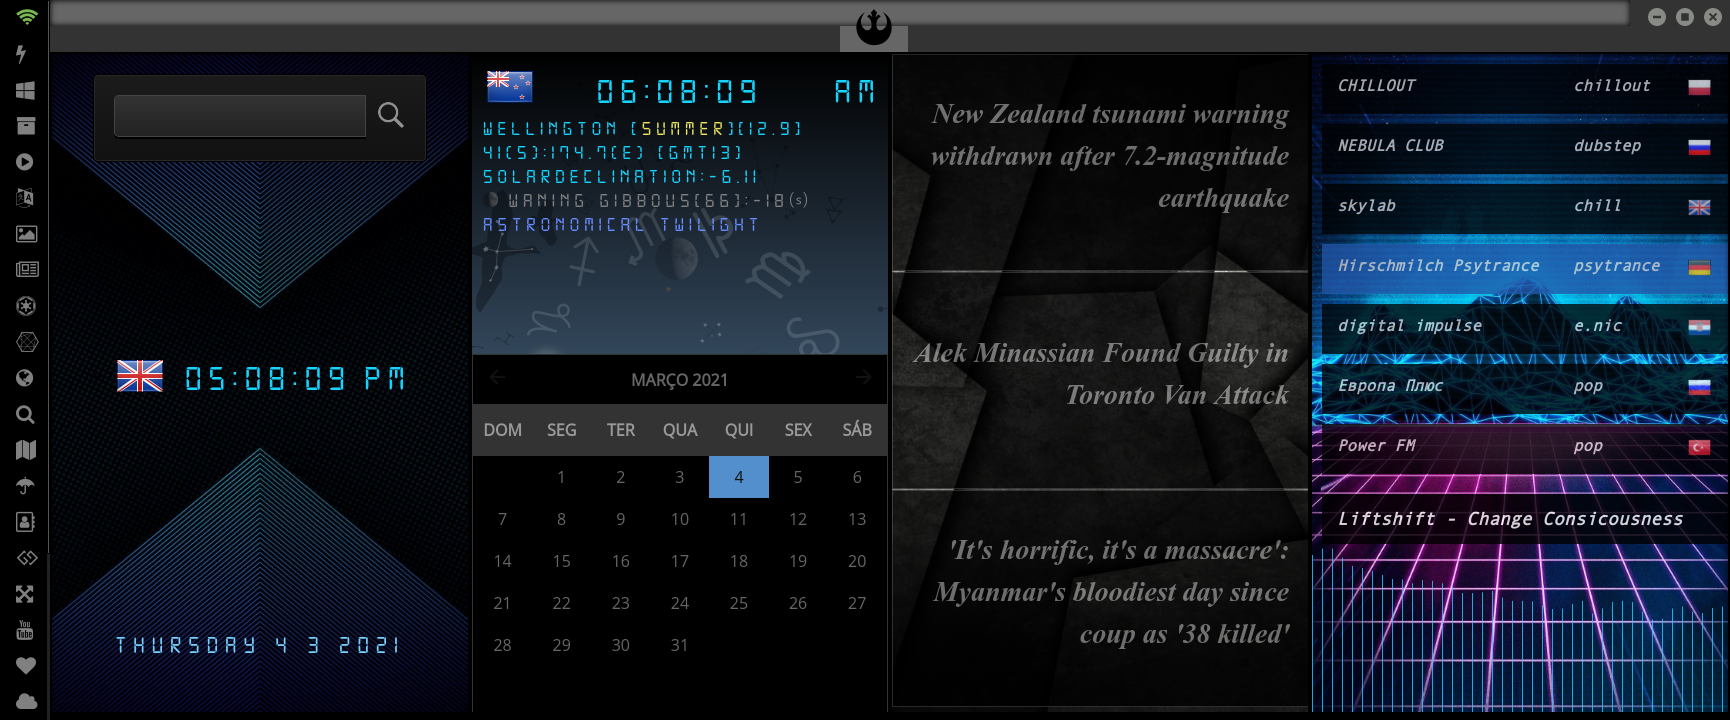 05:08:09 PM
THURSDAY 4 3 2021
06:08:09 AM
WELLINGTON [SUMMER][12.9]
41(S):174.7(E) [GMT13]
SOLARDECLINATION:-6.11
WANING GIBBOUS[66]:-18(s)
ASTRONOMICAL TWILIGHT
MARÇO 2021
DOM SEG TER QUA QUI SEX SÁB
1 2 3 4 5 6
7 8 9 10 11 12 13
14 15 16 17 18 19 20
21 22 23 24 25 26 27
28 29 30 31
New Zealand tsunami warning
withdrawn after 7.2-magnitude
earthquake
Alek Minassian Found Guilty in
Toronto Van Attack
'It's horrific, it's a massacre':
Myanmar's bloodiest day since
coup as '38 killed'
CHILLOUT chillout
NEBULA CLUB dubstep
skylab chill
Hirschmilch Psytrance psytrance
digital impulse e.nic
Европа Плюс pop
Power FM pop
Liftshift - Change Consicousness
You
Tube